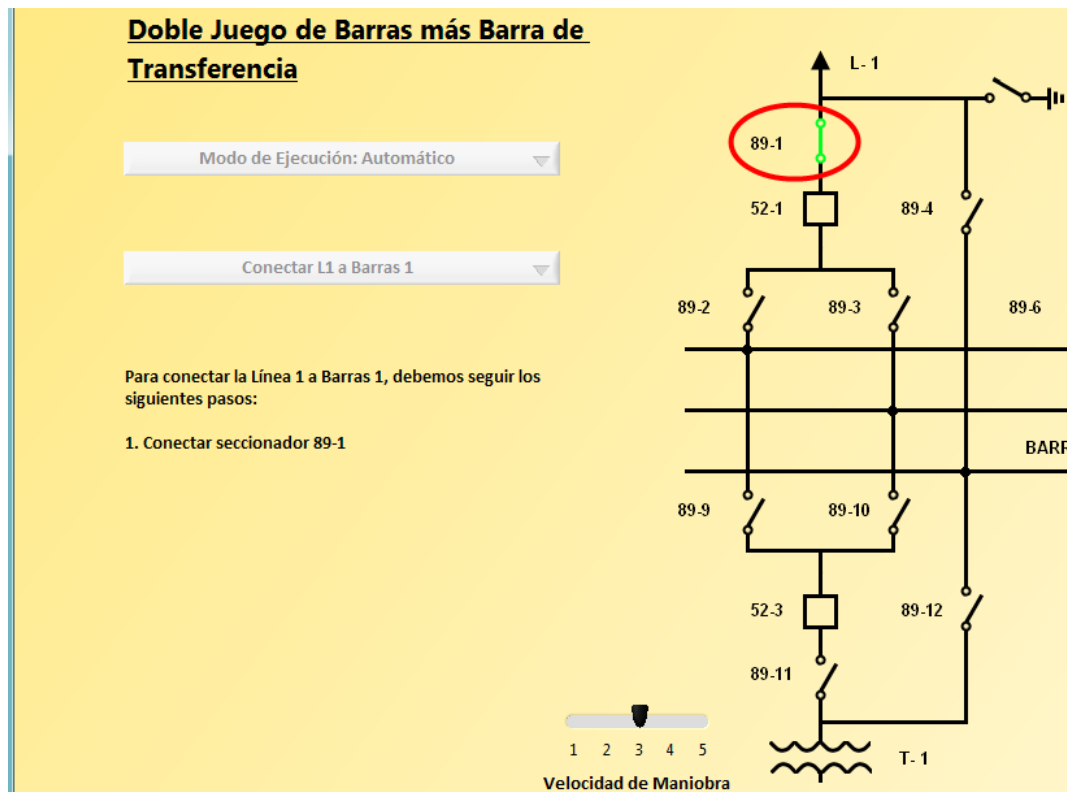 Doble Juego de Barras más Barra de
Transferencia
Modo de Ejecución: Automático
Conectar L1 a Barras 1
Para conectar la Línea 1 a Barras 1, debemos seguir los
siguientes pasos:
1. Conectar seccionador 89-1
L- 1
89-1
52-1
89-4
89-2
89-3
89-6
BARR
89-9
89-10
52-3
89-12
89-11
T- 1
1 2 3 4 5
Velocidad de Maniobra